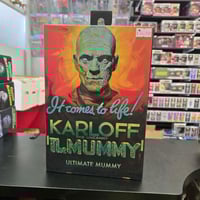 It comes to life!
KARLOFF
"The MUMMY"
ULTIMATE MUMMY